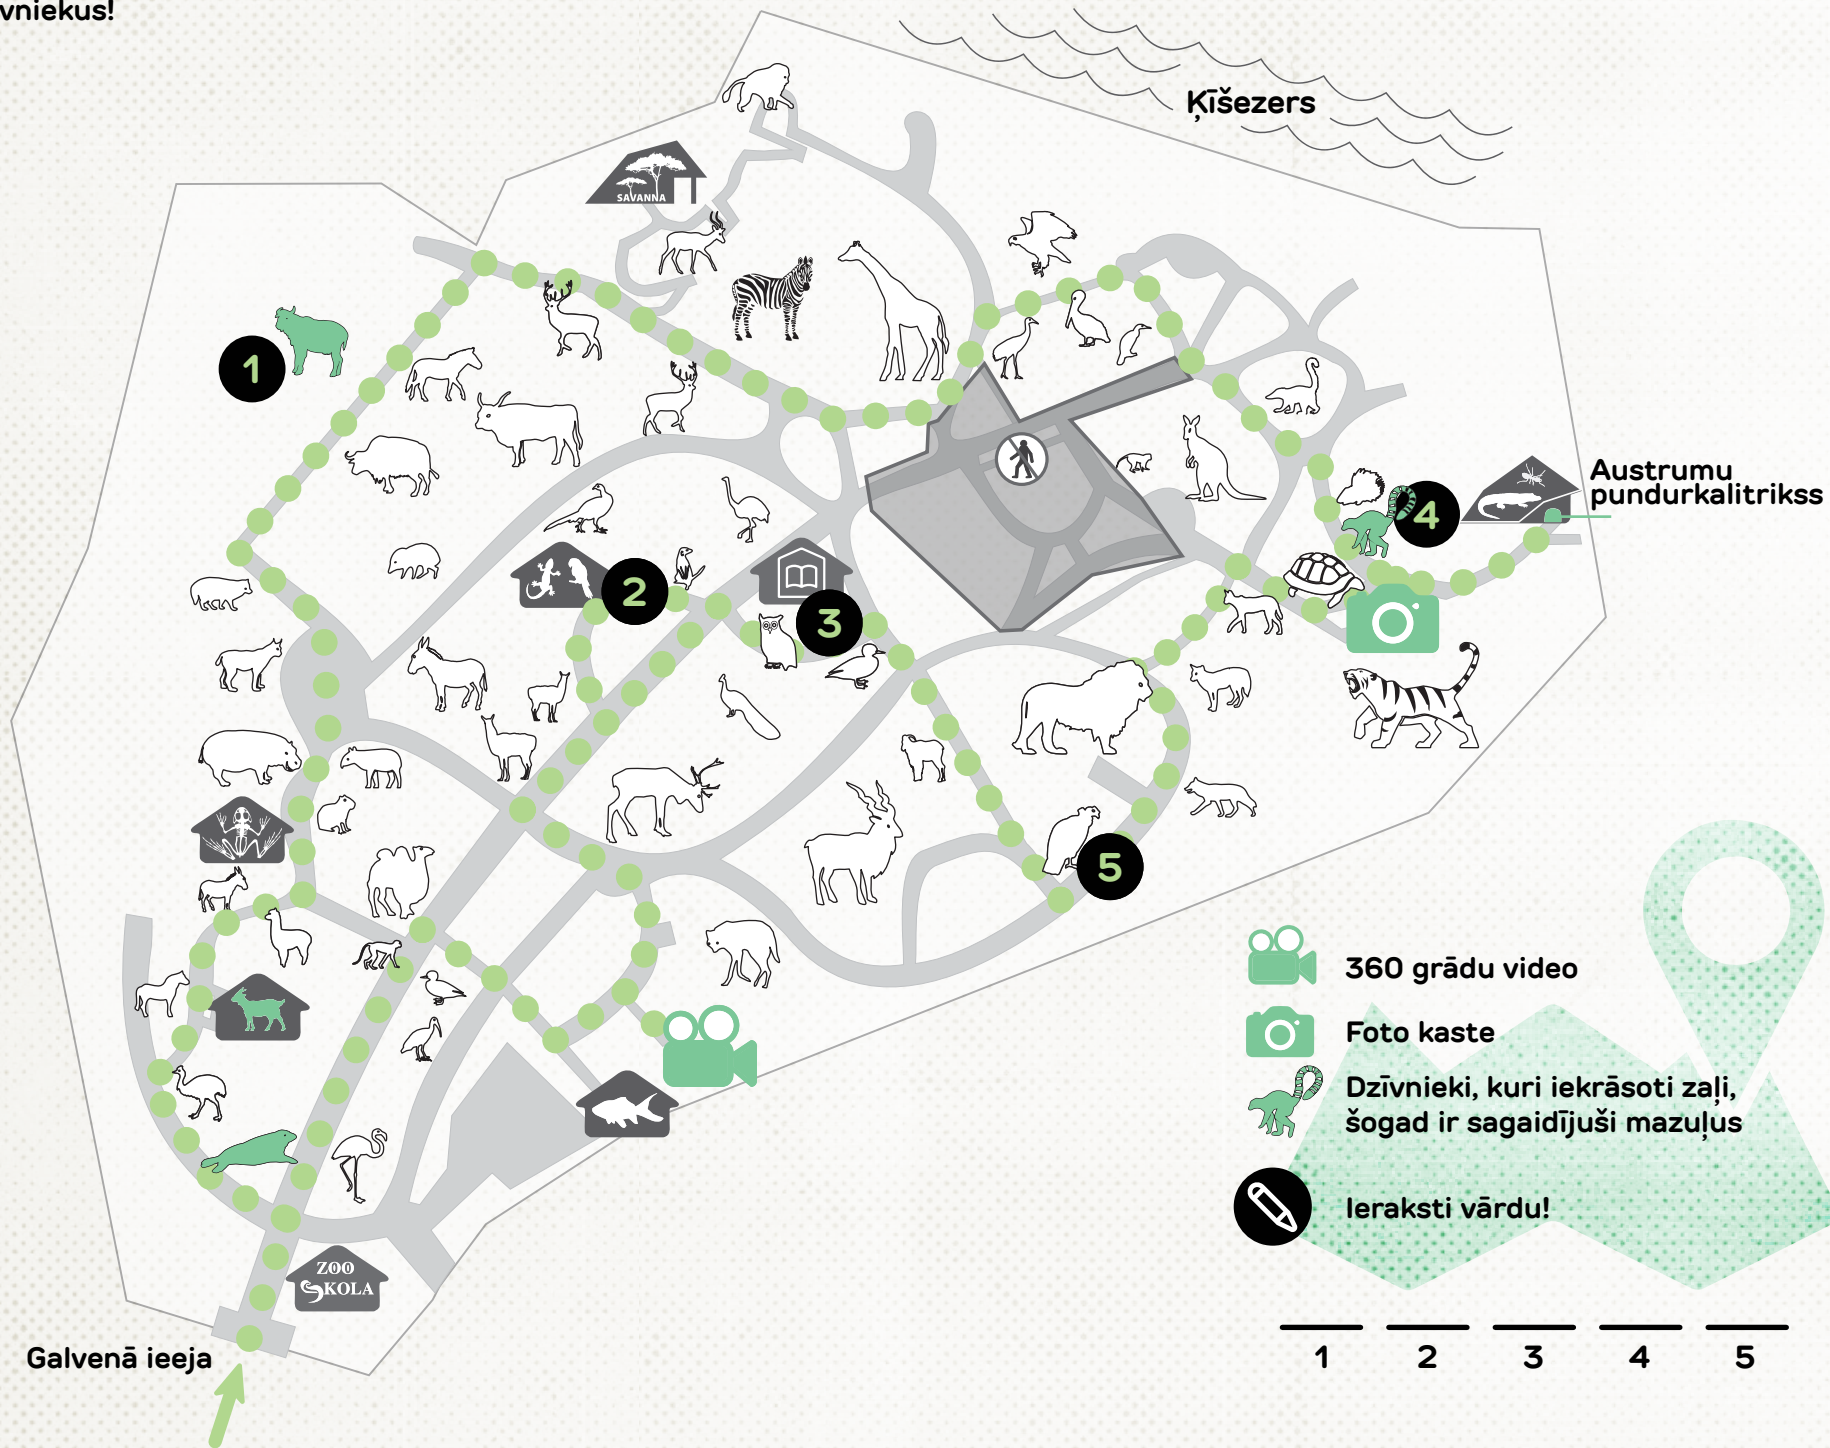 vniekus!
Ķīšezers
SAVANNA
1
Austrumu
pundurkalitrikss
4
2
3
5
360 grādu video
Foto kaste
Dzīvnieki, kuri iekrāsoti zaļi,
šogad ir sagaidījuši mazuļus
Ieraksti vārdu!
ZOO
SKOLA
Galvenā ieeja
1 2 3 4 5